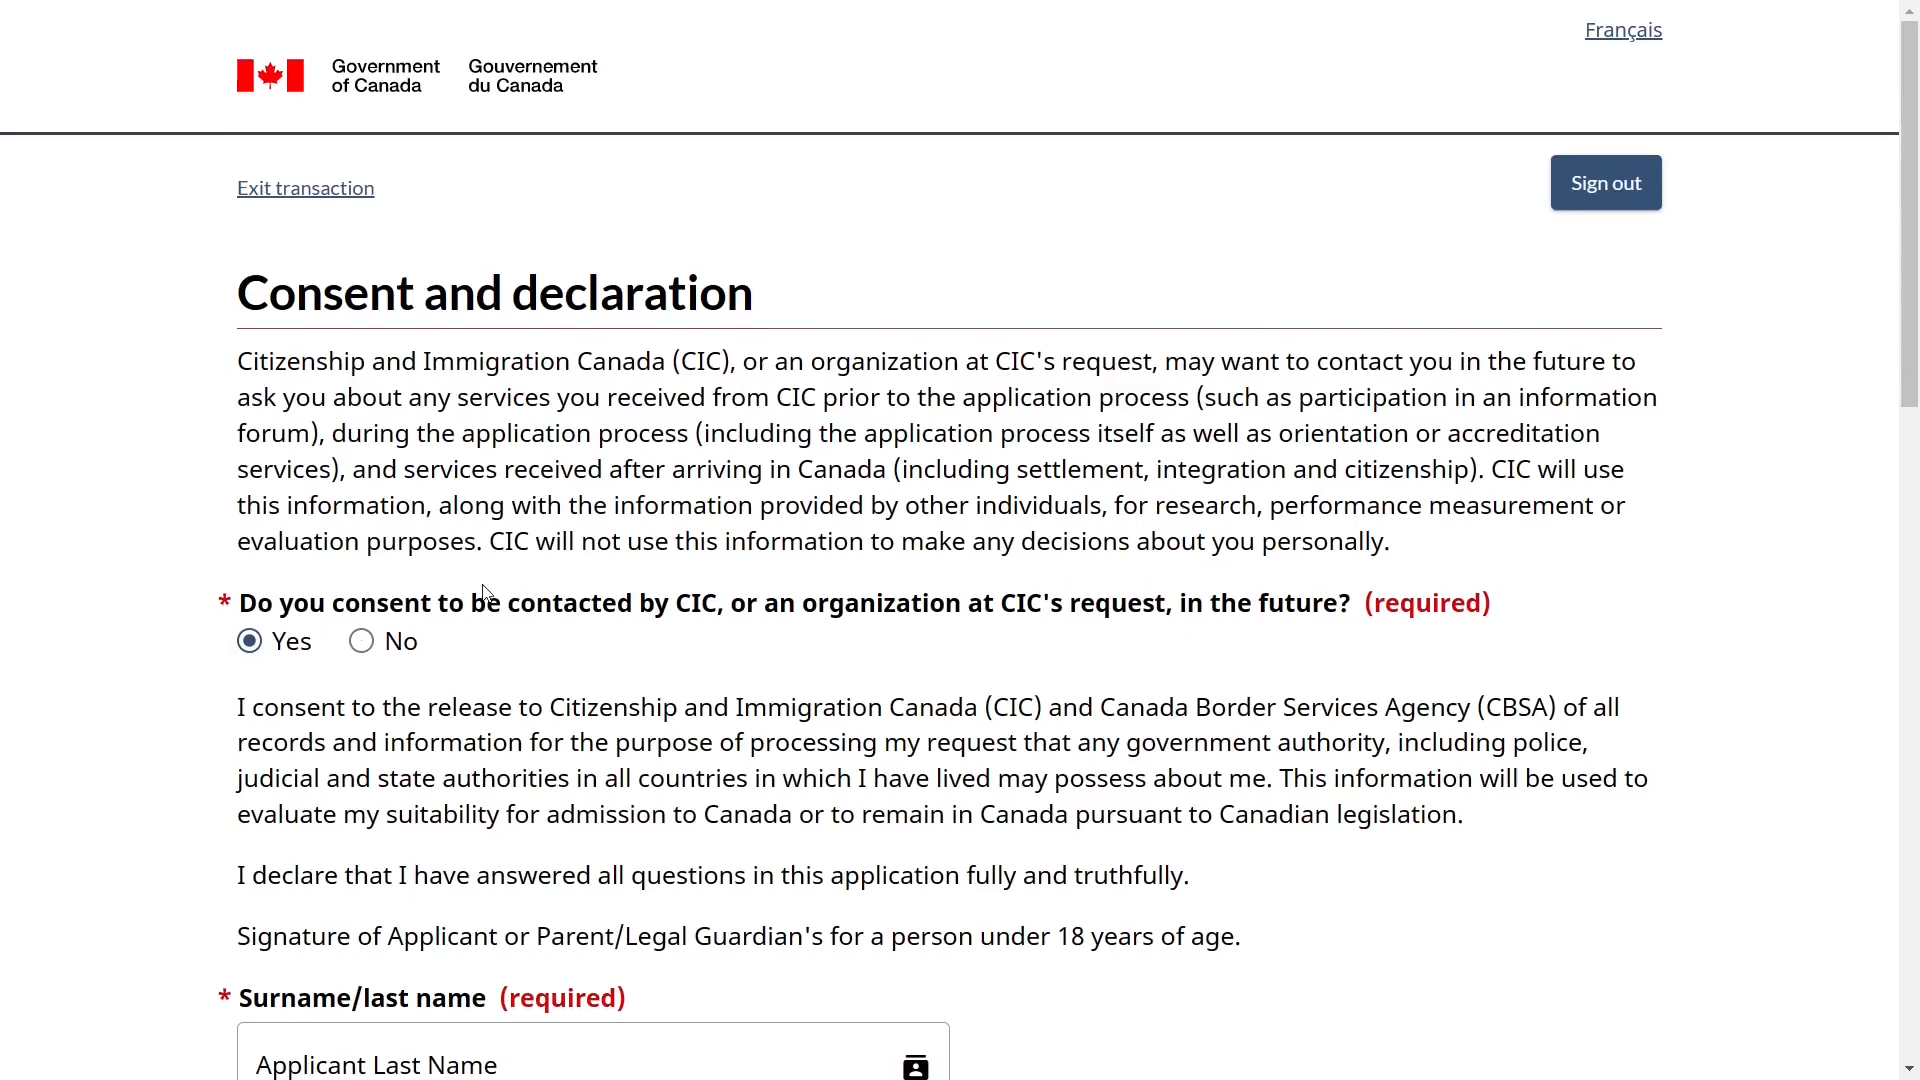 Français
Government of Canada
Gouvernement du Canada
Exit transaction
Sign out
Consent and declaration
Citizenship and Immigration Canada (CIC), or an organization at CIC's request, may want to contact you in the future to
ask you about any services you received from CIC prior to the application process (such as participation in an information
forum), during the application process (including the application process itself as well as orientation or accreditation
services), and services received after arriving in Canada (including settlement, integration and citizenship). CIC will use
this information, along with the information provided by other individuals, for research, performance measurement or
evaluation purposes. CIC will not use this information to make any decisions about you personally.
* Do you consent to be contacted by CIC, or an organization at CIC's request, in the future? (required)
Yes No
I consent to the release to Citizenship and Immigration Canada (CIC) and Canada Border Services Agency (CBSA) of all
records and information for the purpose of processing my request that any government authority, including police,
judicial and state authorities in all countries in which I have lived may possess about me. This information will be used to
evaluate my suitability for admission to Canada or to remain in Canada pursuant to Canadian legislation.
I declare that I have answered all questions in this application fully and truthfully.
Signature of Applicant or Parent/Legal Guardian's for a person under 18 years of age.
* Surname/last name (required)
Applicant Last Name